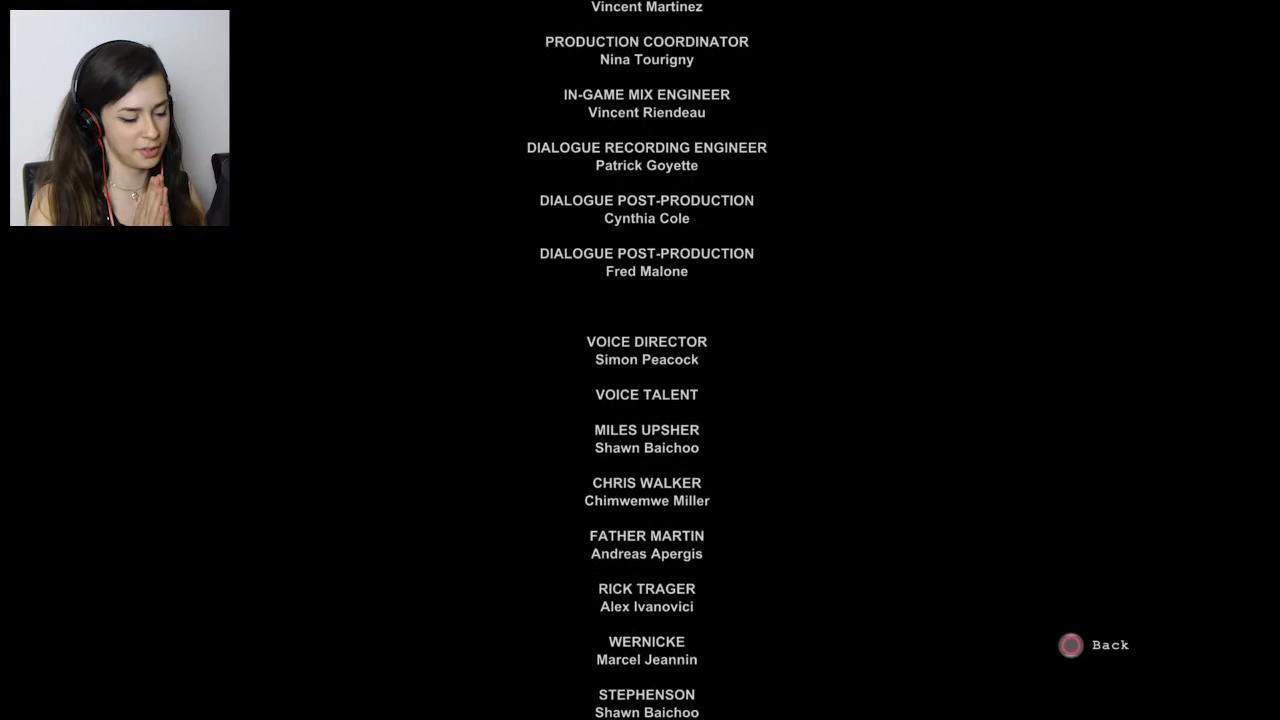 Vincent Martinez
PRODUCTION COORDINATOR
Nina Tourigny
IN-GAME MIX ENGINEER
Vincent Riendeau
DIALOGUE RECORDING ENGINEER
Patrick Goyette
DIALOGUE POST-PRODUCTION
Cynthia Cole
DIALOGUE POST-PRODUCTION
Fred Malone
VOICE DIRECTOR
Simon Peacock
VOICE TALENT
MILES UPSHER
Shawn Baichoo
CHRIS WALKER
Chimwemwe Miller
FATHER MARTIN
Andreas Apergis
RICK TRAGER
Alex Ivanovici
WERNICKE
Marcel Jeannin
STEPHENSON
Shawn Baichoo
Back